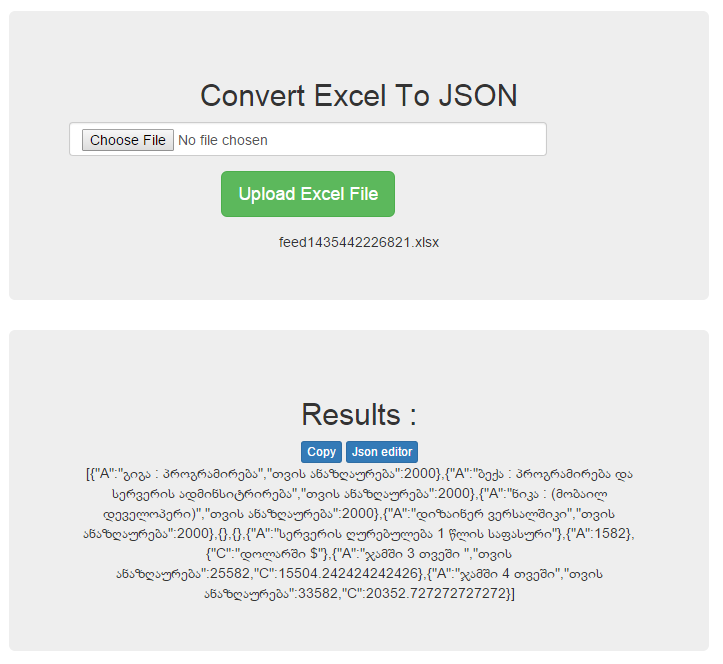 Convert Excel To JSON
Choose File No file chosen
Upload Excel File
feed1435442226821.xlsx
Results :
Copy Json editor
[{"A":"გიგა : პროგრამირება","თვის ანაზღაურება":2000},{"A":"ბექა : პროგრამირება და
სერვერის ადმინსიტრირება","თვის ანაზღაურება":2000},{"A":"ნიკა : (მობაილ
დეველოპერი)","თვის ანაზღაურება":2000},{"A":"დიზაინერ ვერსალშიკი","თვის
ანაზღაურება":2000},{},{},{"A":"სერვერის ღურებულება 1 წლის საფასური"},{"A":1582},
{"C":"დოლარში $"},{"A":"ჯამში 3 თვეში ","თვის
ანაზღაურება":25582,"C":15504.242424242426},{"A":"ჯამში 4 თვეში","თვის
ანაზღაურება":33582,"C":20352.727272727272}]